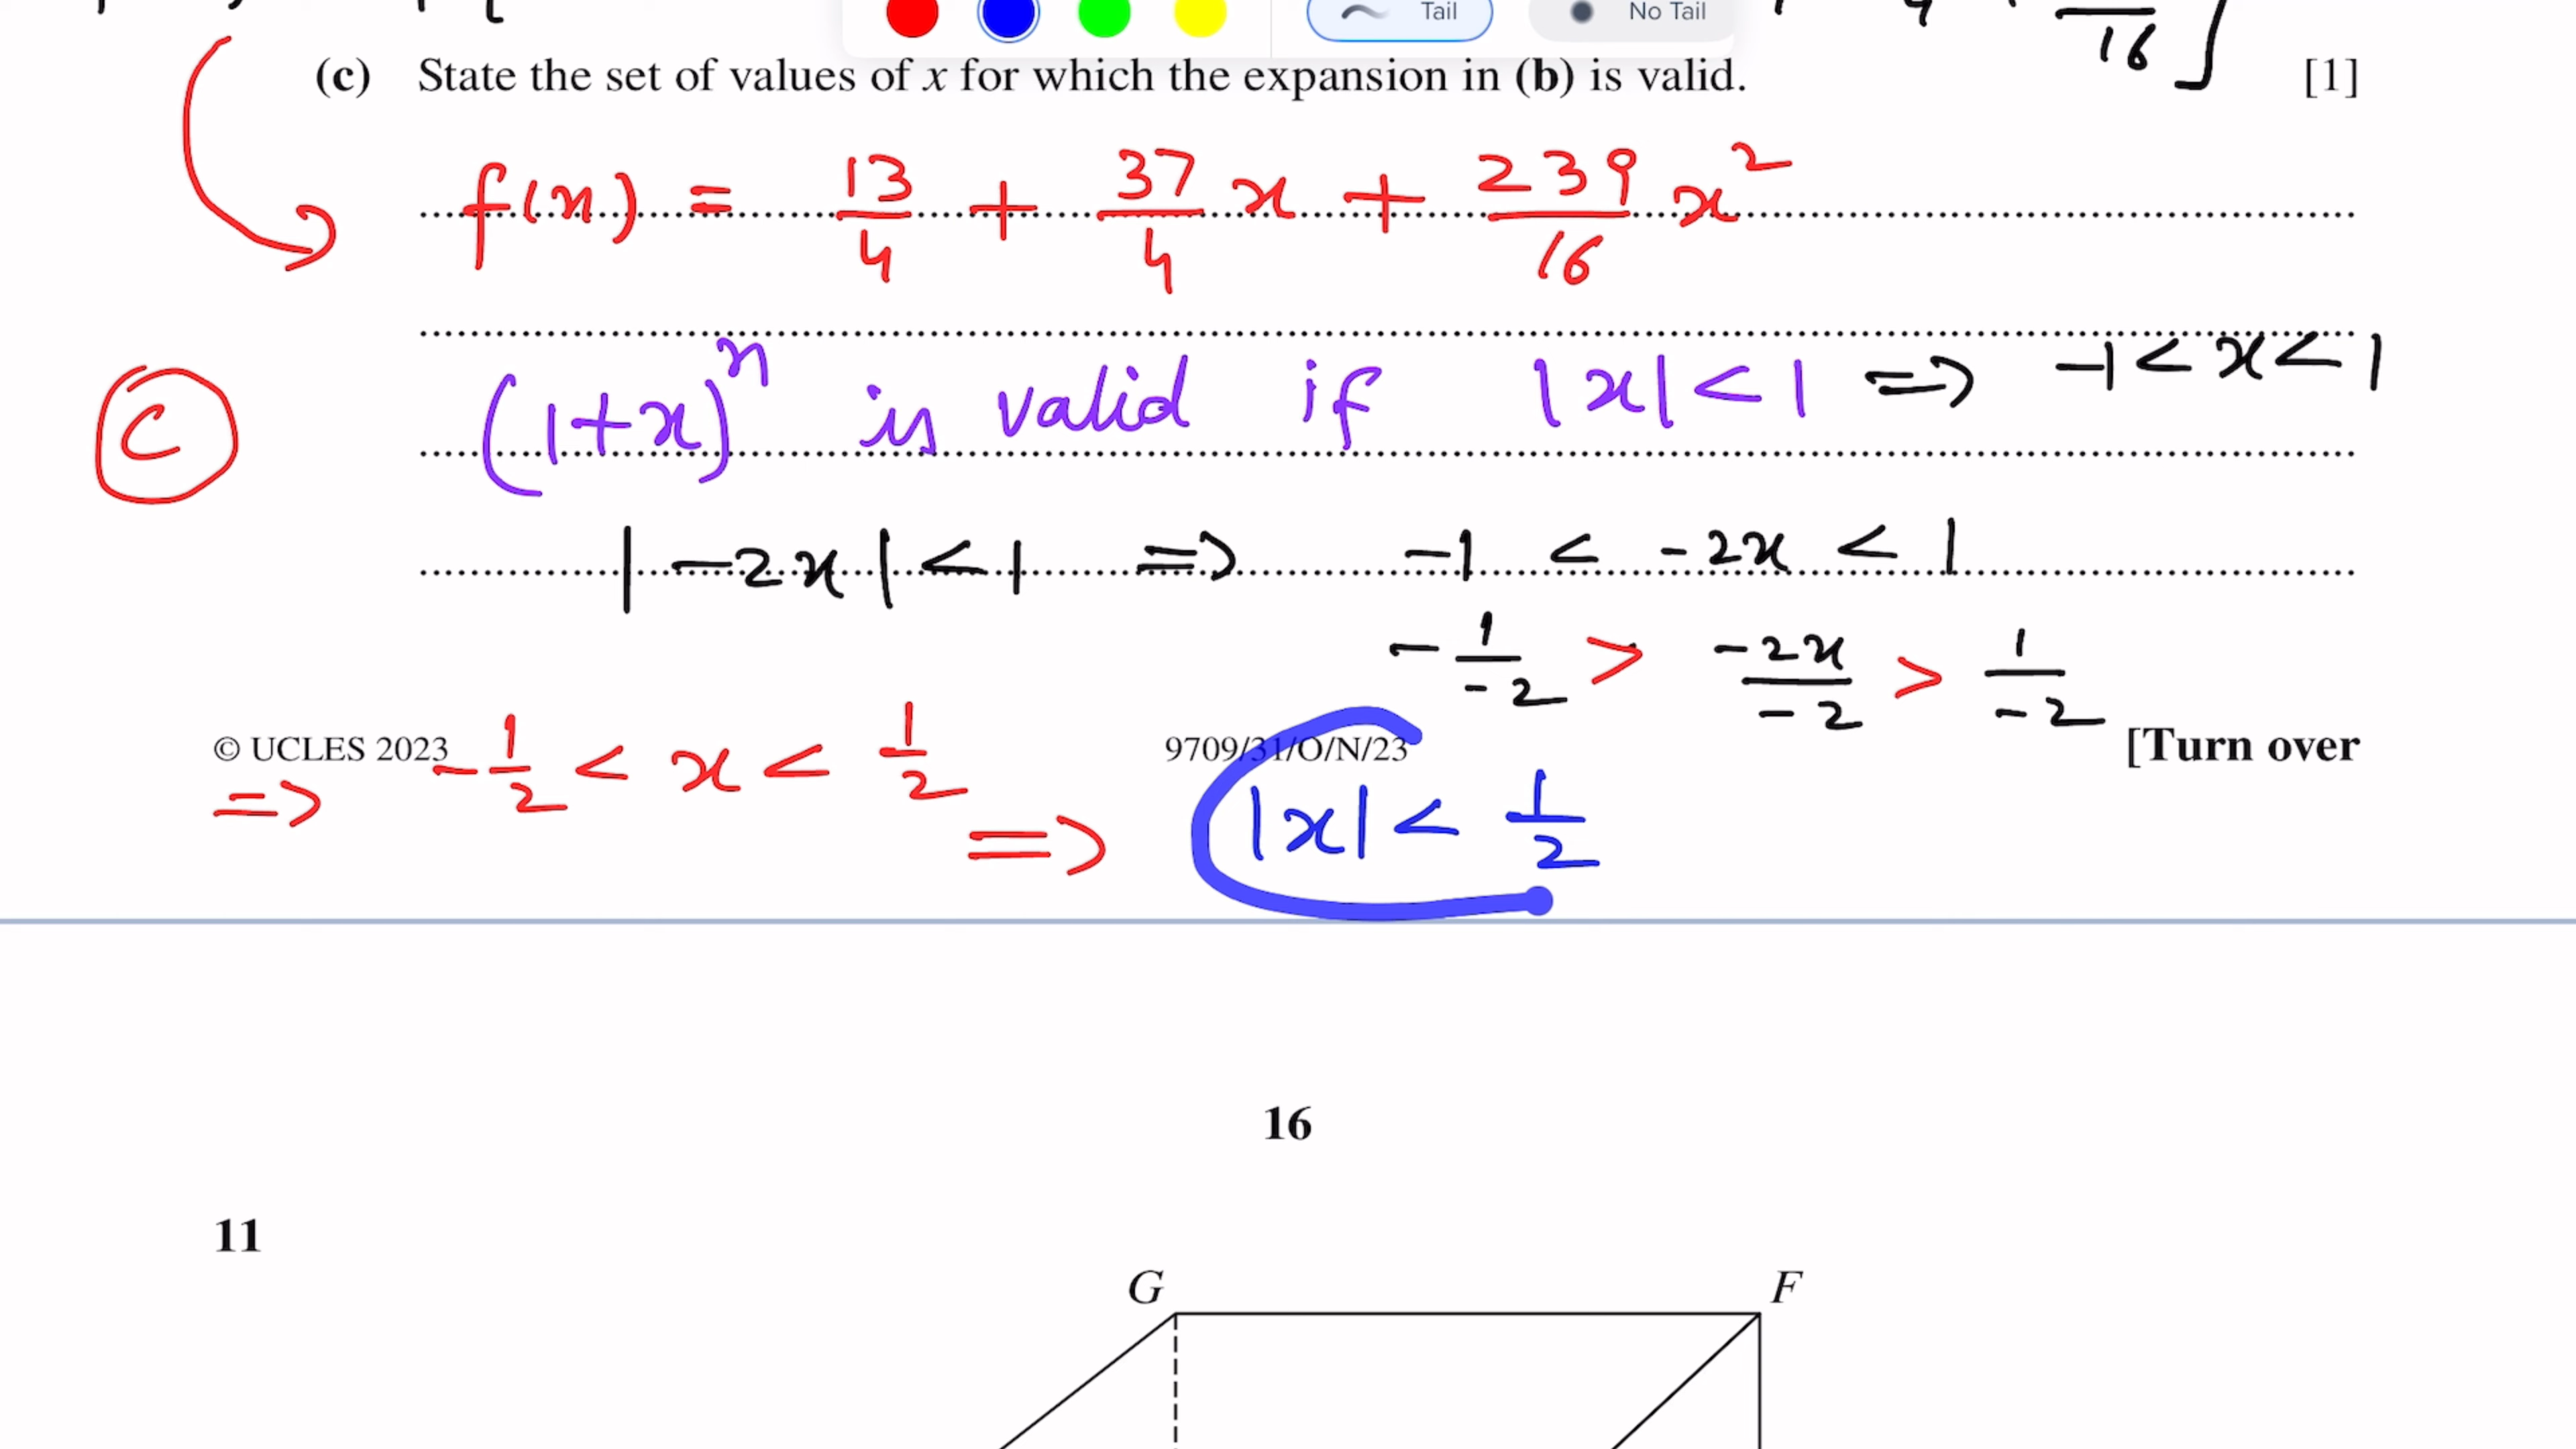 Tail No Tail
16]
(c) State the set of values of x for which the expansion in (b) is valid. [1]
f(x) = 13/4 + 37/4 x + 239/16 x²
(1+x)ⁿ is valid if |x| < 1 => -1 < x < 1
C
|-2x| < 1 => -1 < -2x < 1
-1/-2 > -2x/-2 > 1/-2
© UCLES 2023 9709/31/O/N/23 [Turn over
=> -1/2 < x < 1/2 => |x| < 1/2
16
11
G F